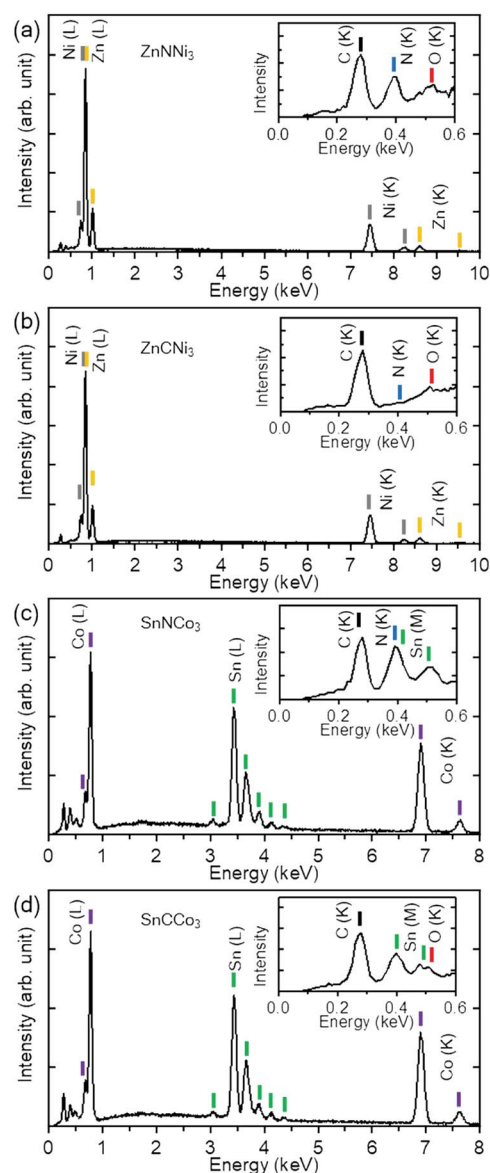 (a)
ZnNNi3
Ni (L)
Zn (L)
Ni (K)
Zn (K)
Intensity (arb. unit)
0 1 2 3 4 5 6 7 8 9 10
Energy (keV)
C (K)
N (K)
O (K)
Intensity
0.0 0.2 0.4 0.6
Energy (keV)
(b)
ZnCNi3
Ni (L)
Zn (L)
Ni (K)
Zn (K)
Intensity (arb. unit)
0 1 2 3 4 5 6 7 8 9 10
Energy (keV)
C (K)
N (K)
O (K)
Intensity
0.0 0.2 0.4 0.6
Energy (keV)
(c)
SnNCo3
Co (L)
Sn (L)
Co (K)
Intensity (arb. unit)
0 1 2 3 4 5 6 7 8
Energy (keV)
C (K)
N (K)
Sn (M)
Intensity
0.0 0.2 0.4 0.6
Energy (keV)
(d)
SnCCo3
Co (L)
Sn (L)
Co (K)
Intensity (arb. unit)
0 1 2 3 4 5 6 7 8
Energy (keV)
C (K)
Sn (M)
O (K)
Intensity
0.0 0.2 0.4 0.6
Energy (keV)